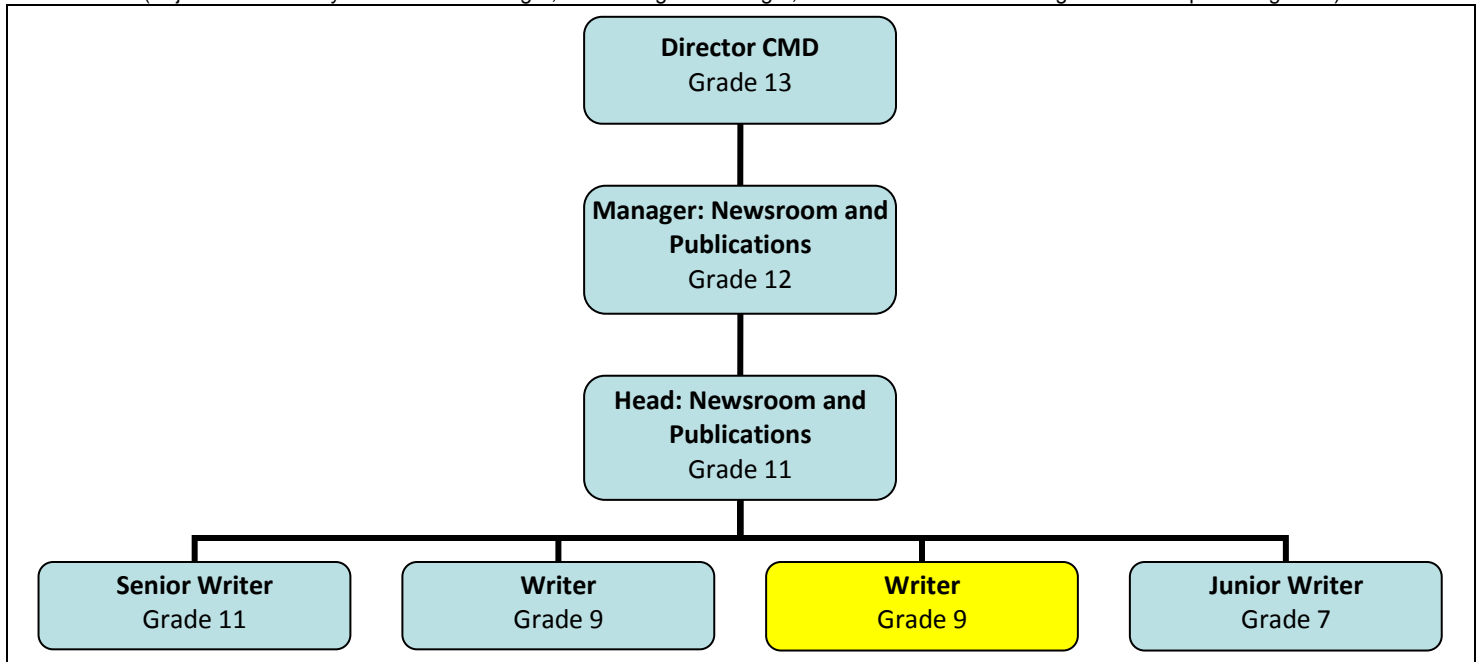 Director CMD
Grade 13
Manager: Newsroom and
Publications
Grade 12
Head: Newsroom and
Publications
Grade 11
Senior Writer
Grade 11
Writer
Grade 9
Writer
Grade 9
Junior Writer
Grade 7